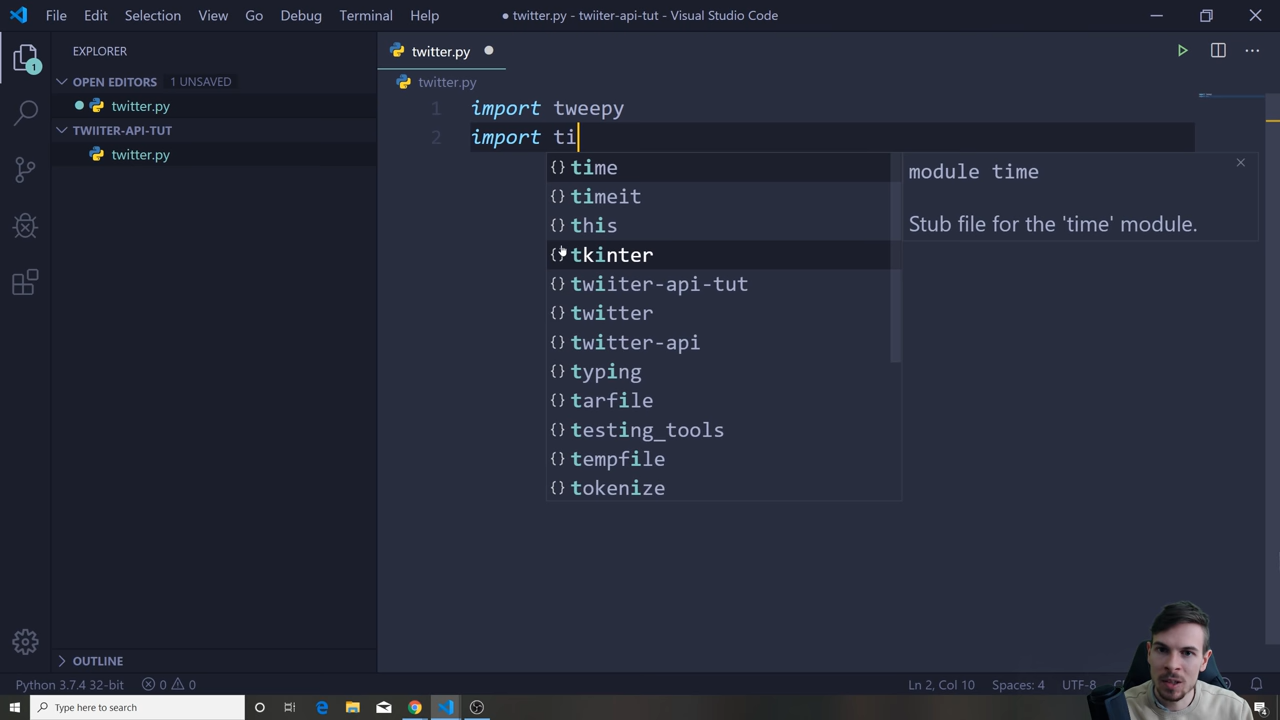 File Edit Selection View Go Debug Terminal Help
● twitter.py - twiiter-api-tut - Visual Studio Code
EXPLORER
twitter.py
OPEN EDITORS 1 UNSAVED
twitter.py
TWIITER-API-TUT
twitter.py
1
twitter.py
1 import tweepy
2 import ti
{} time
{} timeit
{} this
{} tkinter
{} twiiter-api-tut
{} twitter
{} twitter-api
{} typing
{} tarfile
{} testing_tools
{} tempfile
{} tokenize
module time
Stub file for the 'time' module.
OUTLINE
Python 3.7.4 32-bit 0 0
Ln 2, Col 10 Spaces: 4 UTF-8
Type here to search
4